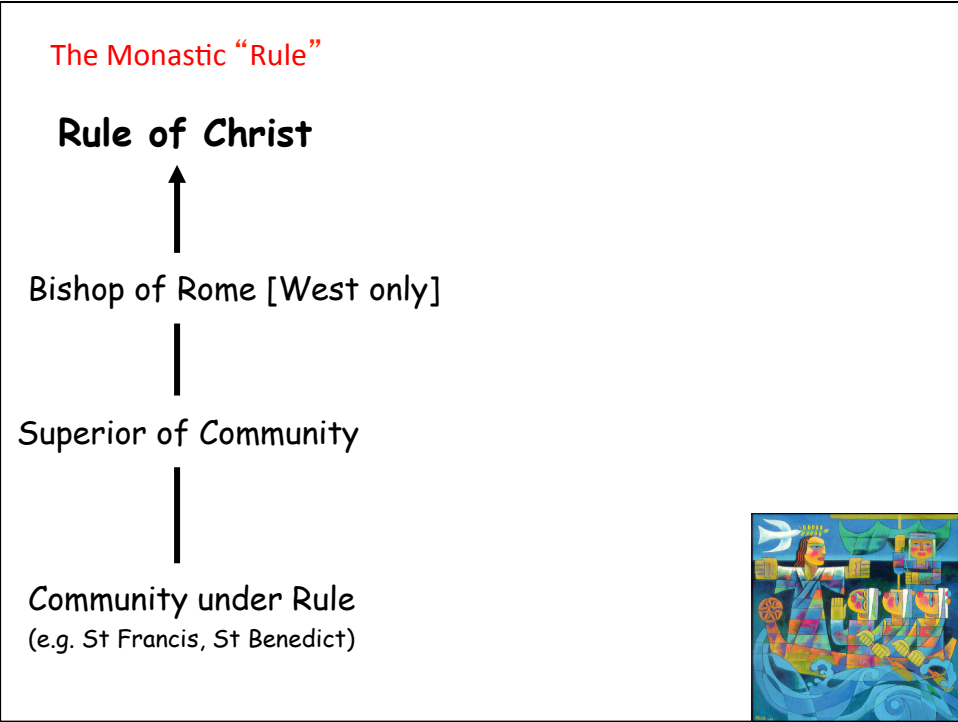 The Monastic “Rule”
Rule of Christ
Bishop of Rome [West only]
Superior of Community
Community under Rule
(e.g. St Francis, St Benedict)